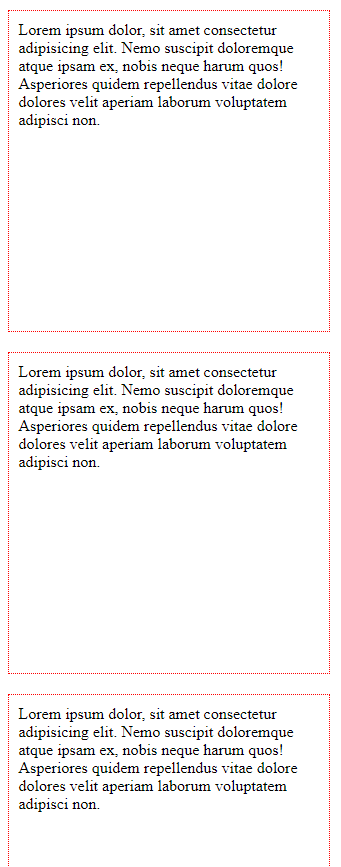 Lorem ipsum dolor, sit amet consectetur
adipisicing elit. Nemo suscipit doloremque
atque ipsam ex, nobis neque harum quos!
Asperiores quidem repellendus vitae dolore
dolores velit aperiam laborum voluptatem
adipisci non.
Lorem ipsum dolor, sit amet consectetur
adipisicing elit. Nemo suscipit doloremque
atque ipsam ex, nobis neque harum quos!
Asperiores quidem repellendus vitae dolore
dolores velit aperiam laborum voluptatem
adipisci non.
Lorem ipsum dolor, sit amet consectetur
adipisicing elit. Nemo suscipit doloremque
atque ipsam ex, nobis neque harum quos!
Asperiores quidem repellendus vitae dolore
dolores velit aperiam laborum voluptatem
adipisci non.